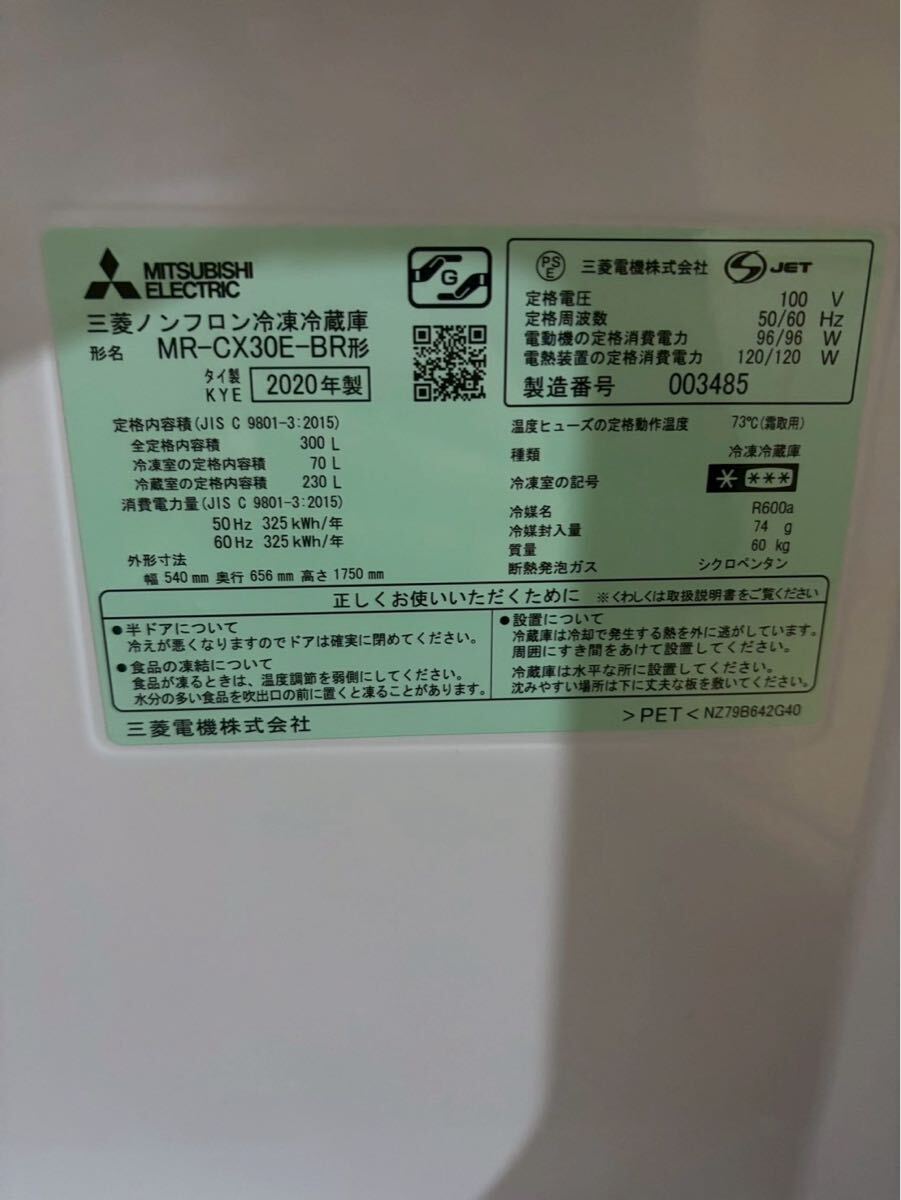 MITSUBISHI
ELECTRIC
三菱ノンフロン冷凍冷蔵庫
形名 MR-CX30E-BR形
タイ製
KYE 2020年製
G
定格内容積(JIS C 9801-3:2015)
全定格内容積 300 L
冷凍室の定格内容積 70 L
冷蔵室の定格内容積 230 L
消費電力量(JIS C 9801-3:2015)
50Hz 325kWh/年
60Hz 325kWh/年
外形寸法
幅 540mm 奥行 656mm 高さ 1750mm
PSE 三菱電機株式会社 JET
定格電圧 100 V
定格周波数 50/60 Hz
電動機の定格消費電力 96/96 W
電熱装置の定格消費電力 120/120 W
製造番号 003485
温度ヒューズの定格動作温度 73℃(霜取用)
種類 冷凍冷蔵庫
冷凍室の記号 * ***
冷媒名 R600a
冷媒封入量 74 g
質量 60 kg
断熱発泡ガス シクロペンタン
正しくお使いいただくために ※くわしくは取扱説明書をご覧ください
●半ドアについて
冷えが悪くなりますのでドアは確実に閉めてください。
●食品の凍結について
食品が凍るときは、温度調節を弱側にしてください。
水分の多い食品を吹出口の前に置くと凍ることがあります。
●設置について
冷蔵庫は冷却で発生する熱を外に逃がしています。
周囲にすき間をあけて設置してください。
冷蔵庫は水平な所に設置してください。
沈みやすい場所は下に丈夫な板を敷いてください。
三菱電機株式会社
>PET< NZ79B642G40